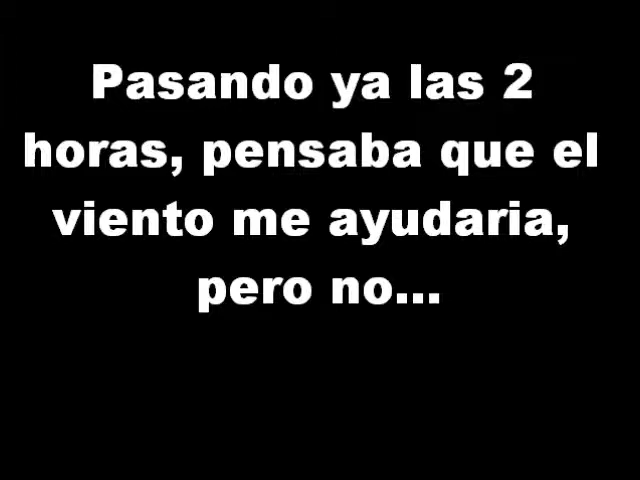 Pasando ya las 2
horas, pensaba que el
viento me ayudaria,
pero no...